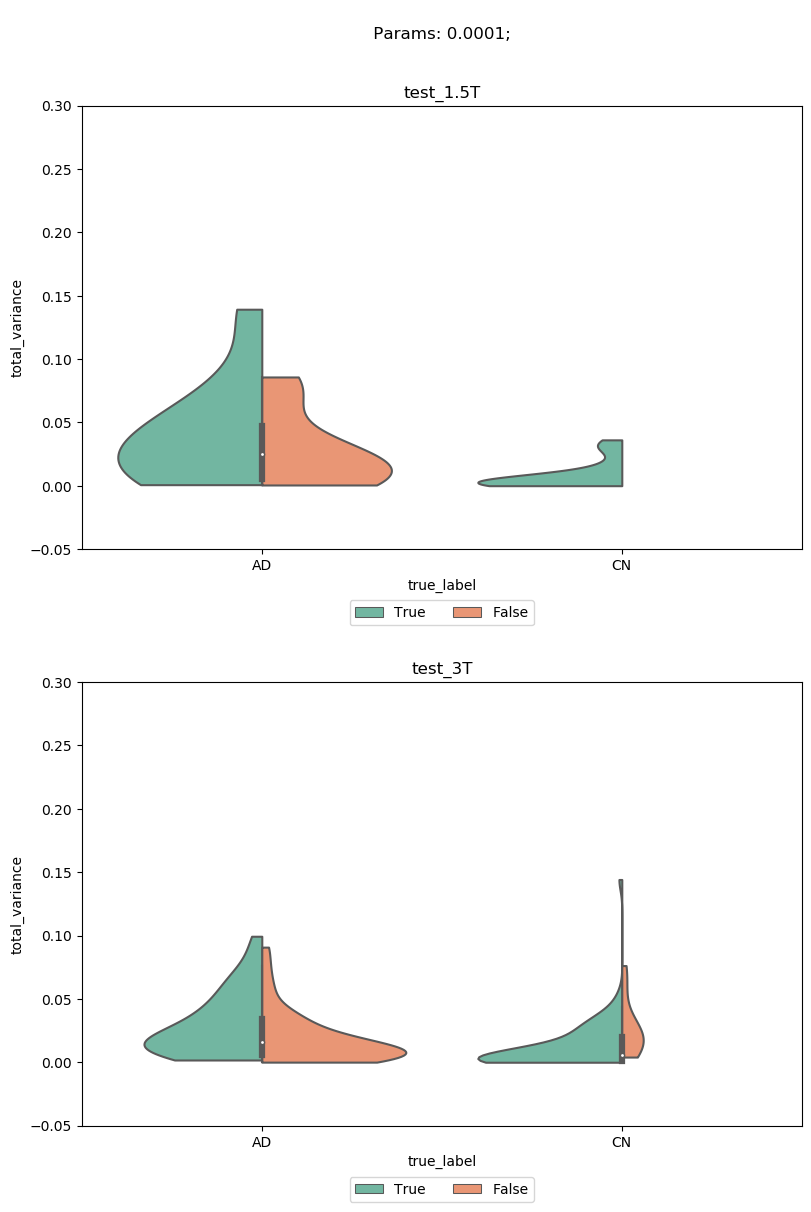 Params: 0.0001;
test_1.5T
0.30
0.25
0.20
0.15
0.10
0.05
0.00
−0.05
total_variance
AD CN
true_label
True False
test_3T
0.30
0.25
0.20
0.15
0.10
0.05
0.00
−0.05
total_variance
AD CN
true_label
True False